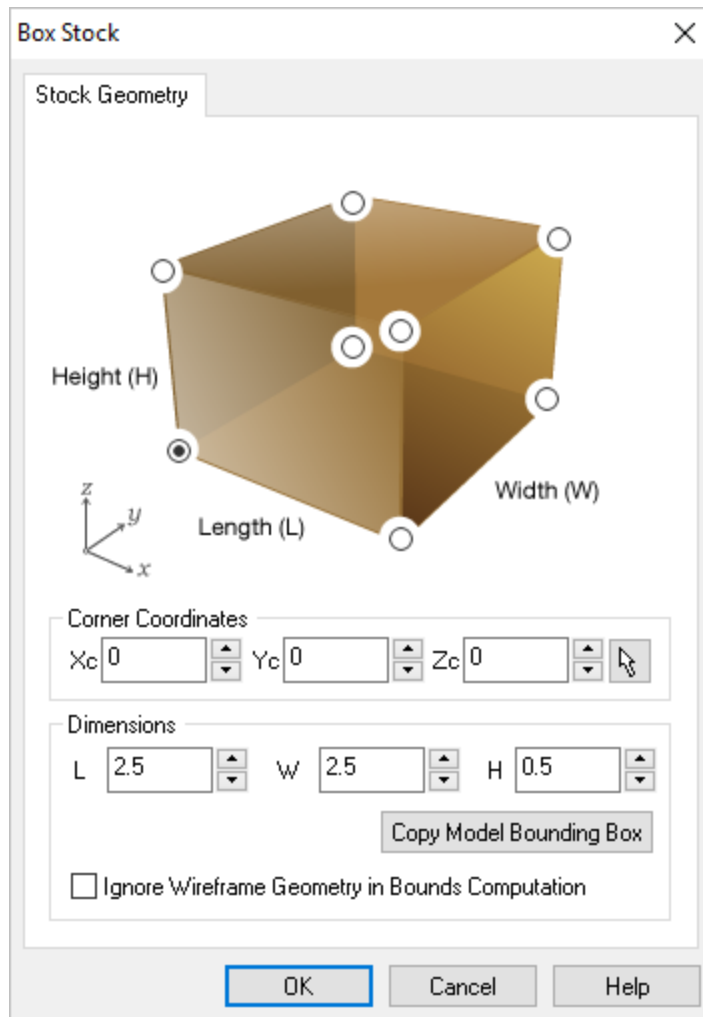 Box Stock
Stock Geometry
Height (H)
Width (W)
z
y
Length (L)
x
Corner Coordinates
Xc 0 Yc 0 Zc 0
Dimensions
L 2.5 W 2.5 H 0.5
Copy Model Bounding Box
Ignore Wireframe Geometry in Bounds Computation
OK Cancel Help